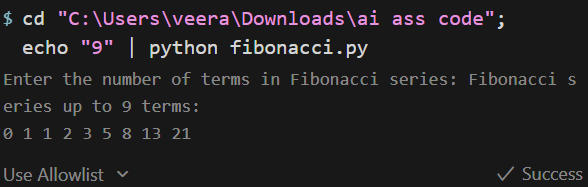 $ cd "C:\Users\veera\Downloads\ai ass code";
echo "9" | python fibonacci.py
Enter the number of terms in Fibonacci series: Fibonacci s
eries up to 9 terms:
0 1 1 2 3 5 8 13 21
Use Allowlist
Success